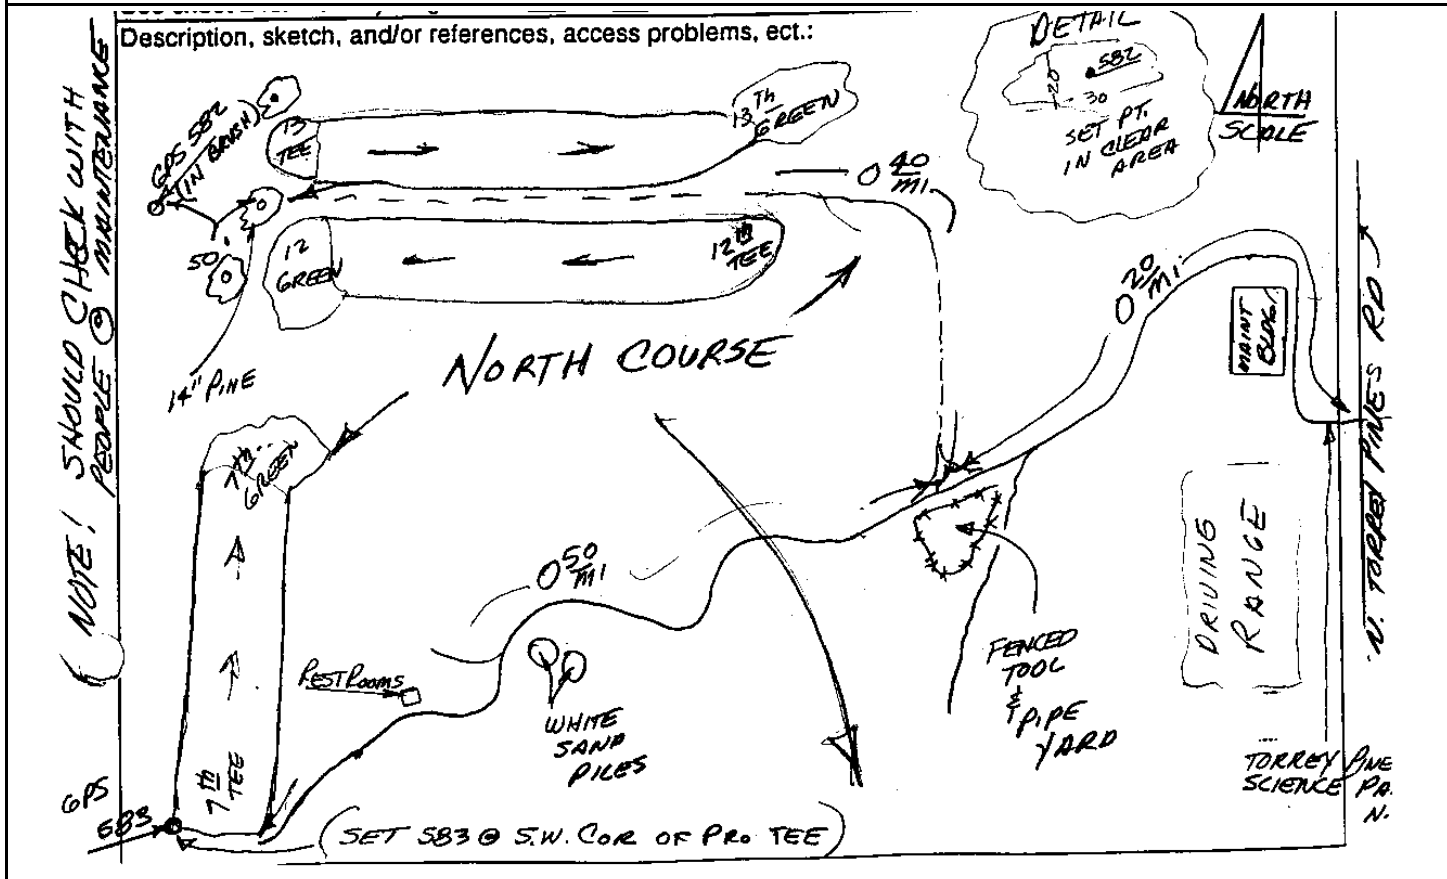 Description, sketch, and/or references, access problems, ect.:
NOTE! SHOULD CHECK WITH
PEOPLE @ MAINTENANCE
DETAIL
582
20
30
SET PT.
IN CLEAR
AREA
NORTH
SCALE
GPS 582
(IN BRUSH)
13
TEE
13Th
GREEN
0 40
MI
50
12
GREEN
12th
TEE
14" PINE
NORTH COURSE
0 20
MI
MAINT
BLDG.
N. TORREY PINES RD
7th
GREEN
0 50
MI
DRIVING
RANGE
REST ROOMS
WHITE
SAND
PILES
FENCED
TOOL
&
PIPE
YARD
7th
TEE
GPS
583
(SET 583 @ S.W. COR OF PRO TEE)
TORREY PINE
SCIENCE PA.
N.